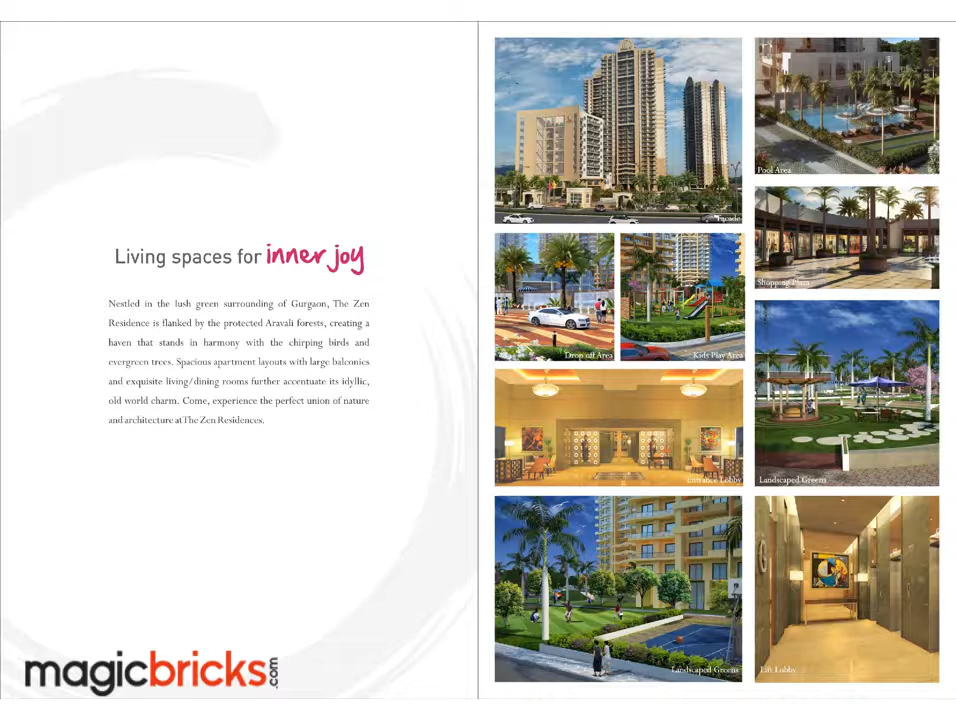 Living spaces for inner joy
Nestled in the lush green surrounding of Gurgaon, The Zen
Residence is flanked by the protected Aravali forests, creating a
haven that stands in harmony with the chirping birds and
evergreen trees. Spacious apartment layouts with large balconies
and exquisite living/dining rooms further accentuate its idyllic,
old world charm. Come, experience the perfect union of nature
and architecture at The Zen Residences.
magicbricks.com
Facade
Pool Area
Shopping Plaza
Drop off Area
Kids Play Area
Entrance Lobby
Landscaped Greens
Landscaped Greens
Lift Lobby